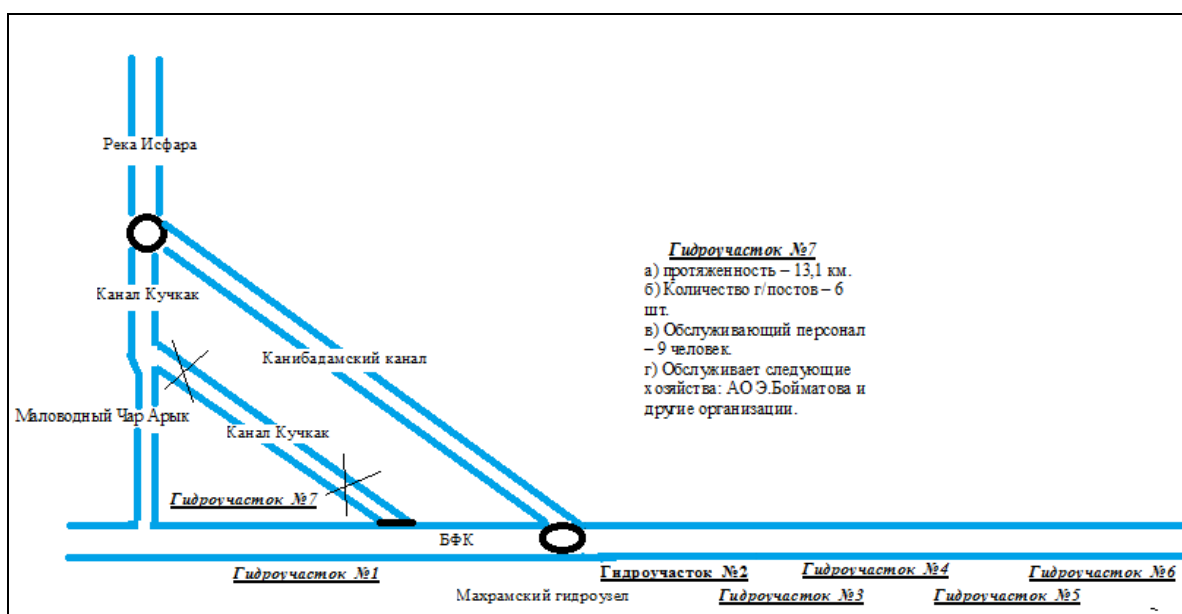 Река Исфара
Гидроучасток №7
а) протяженность – 13,1 км.
б) Количество г/постов – 6
шт.
в) Обслуживающий персонал
– 9 человек.
г) Обслуживает следующие
хозяйства: АО Э.Бойматова и
другие организации.
Канал Кучкак
Канибадамский канал
Маловодный Чар Арык
Канал Кучкак
Гидроучасток №7
БФК
Гидроучасток №1
Гидроучасток №2
Гидроучасток №4
Гидроучасток №6
Махрамский гидроузел
Гидроучасток №3
Гидроучасток №5